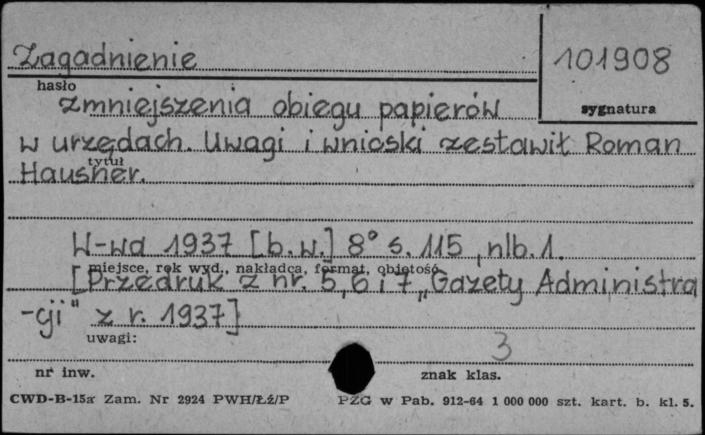 Zagadnienie
101908
hasło
sygnatura
zmniejszenia obiegu papierów
w urzędach. Uwagi i wnioski zestawił Roman
tytuł
Hausner.
W-wa 1937 [b.w.] 8° s. 115, nlb. 1.
miejsce, rok wyd., nakładca, format, objętość
[Przedruk z nr. 5, 6 i 7 „Gazety Administra
-cji" z r. 1937]
uwagi:
3
nr inw.
znak klas.
CWD-B-15a Zam. Nr 2924 PWH/Łź/P PZG w Pab. 912-64 1 000 000 szt. kart. b. kl. 5.